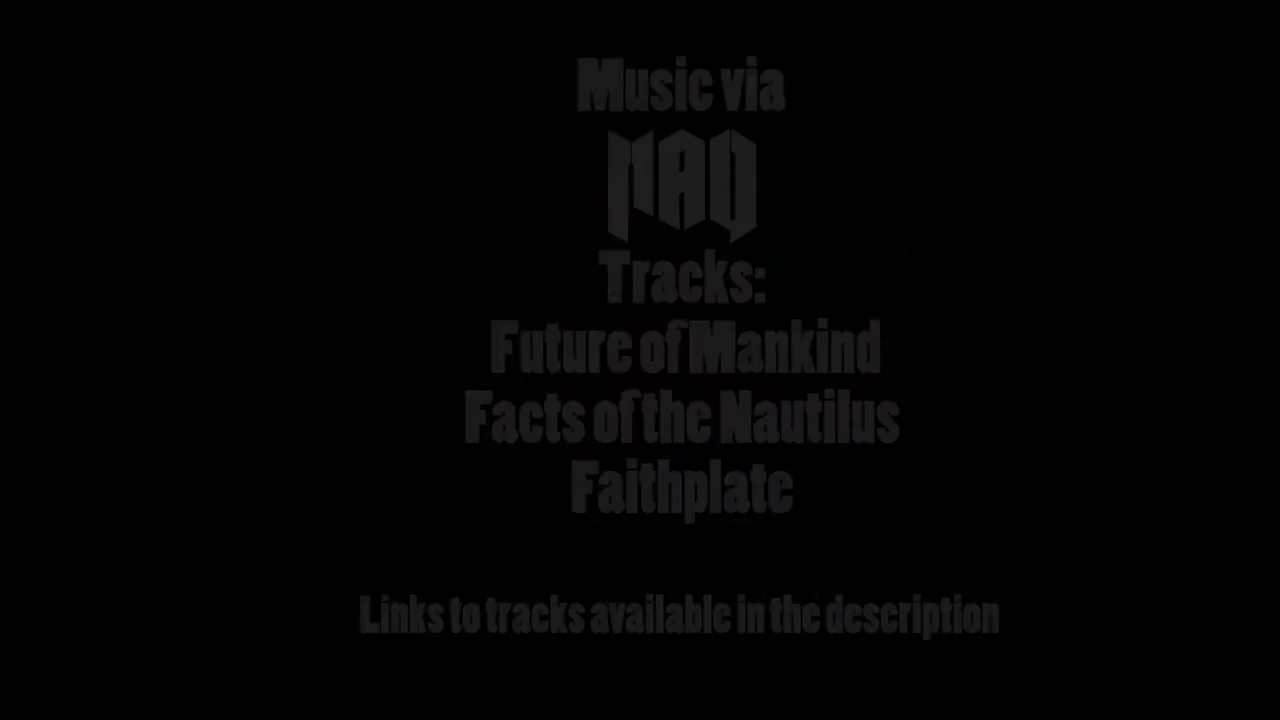 Music via
Tracks:
Future of Mankind
Facts of the Nautilus
Faithplate
Links to tracks available in the description